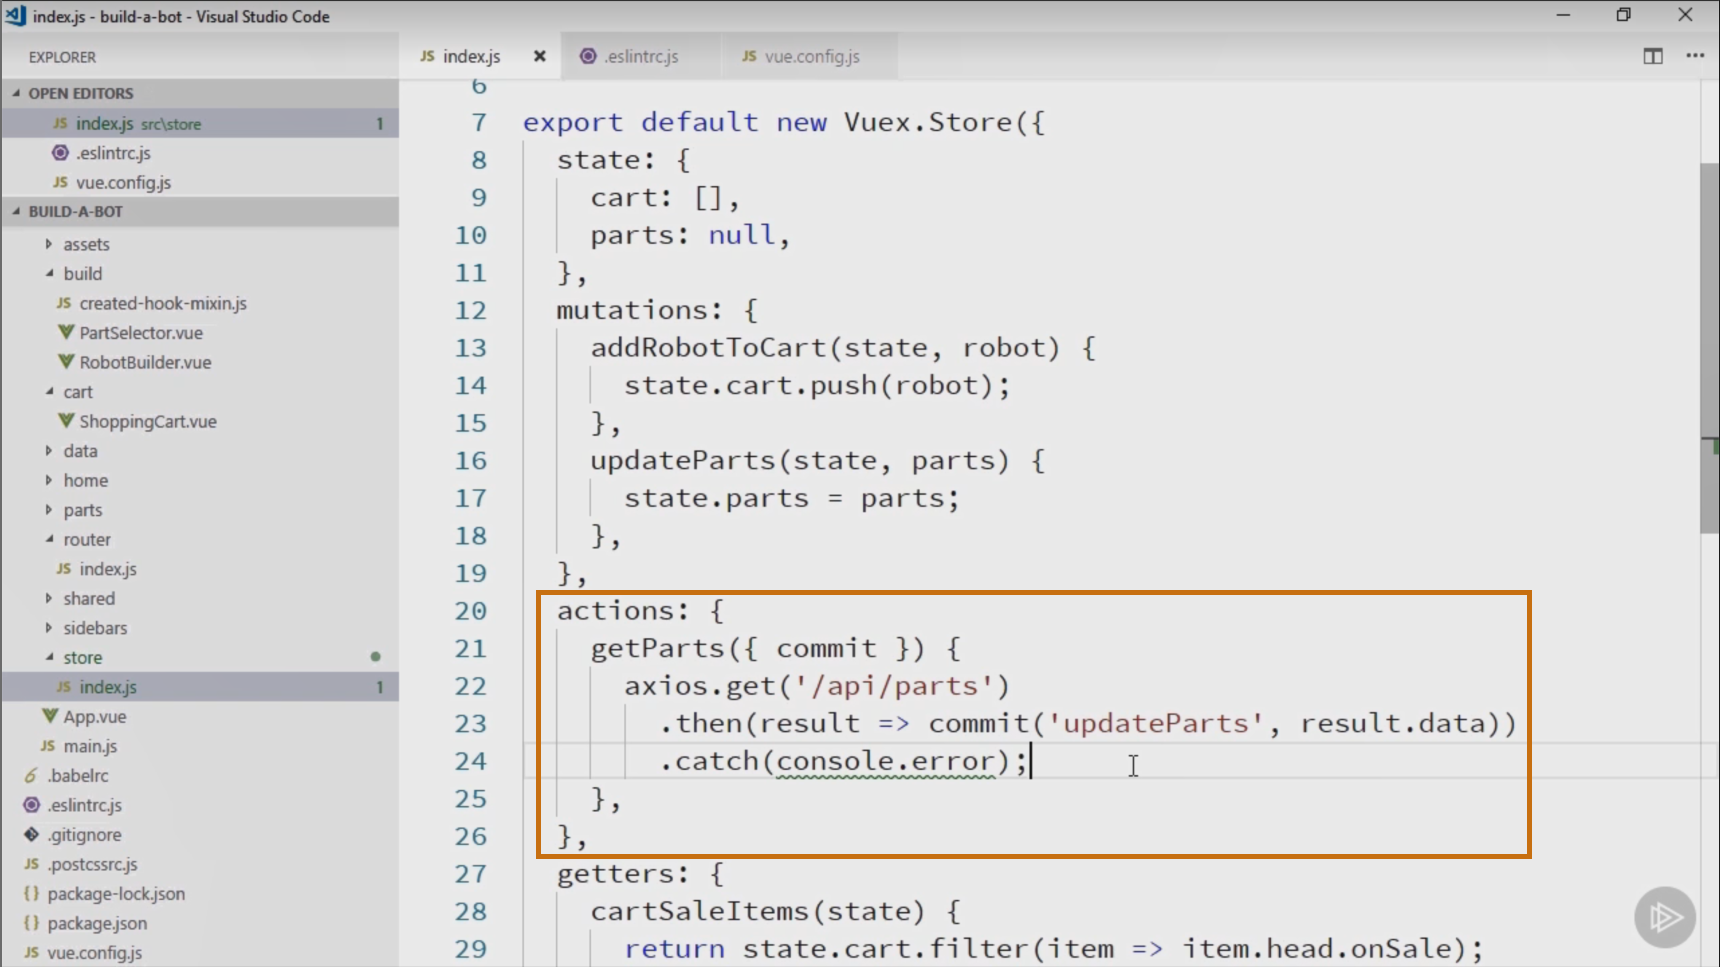 index.js - build-a-bot - Visual Studio Code
EXPLORER
OPEN EDITORS
JS index.js src\store 1
.eslintrc.js
JS vue.config.js
BUILD-A-BOT
assets
build
JS created-hook-mixin.js
PartSelector.vue
RobotBuilder.vue
cart
ShoppingCart.vue
data
home
parts
router
JS index.js
shared
sidebars
store
JS index.js 1
App.vue
JS main.js
.babelrc
.eslintrc.js
.gitignore
JS .postcssrc.js
{} package-lock.json
{} package.json
JS vue.config.js
JS index.js
.eslintrc.js
JS vue.config.js
6
7 export default new Vuex.Store({
8 state: {
9 cart: [],
10 parts: null,
11 },
12 mutations: {
13 addRobotToCart(state, robot) {
14 state.cart.push(robot);
15 },
16 updateParts(state, parts) {
17 state.parts = parts;
18 },
19 },
20 actions: {
21 getParts({ commit }) {
22 axios.get('/api/parts')
23 .then(result => commit('updateParts', result.data))
24 .catch(console.error);
25 },
26 },
27 getters: {
28 cartSaleItems(state) {
29 return state.cart.filter(item => item.head.onSale);